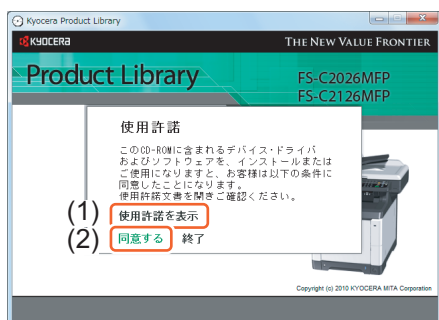 Kyocera Product Library
KYOCERA
THE NEW VALUE FRONTIER
Product Library
FS-C2026MFP
FS-C2126MFP
使用許諾
このCD-ROMに含まれるデバイス･ドライバ
およびソフトウェアを、インストールまたは
ご使用になりますと、お客様は以下の条件に
同意したことになります。
使用許諾文書を開きご確認ください。
(1) 使用許諾を表示
(2) 同意する 終了
Copyright (c) 2010 KYOCERA MITA Corporation